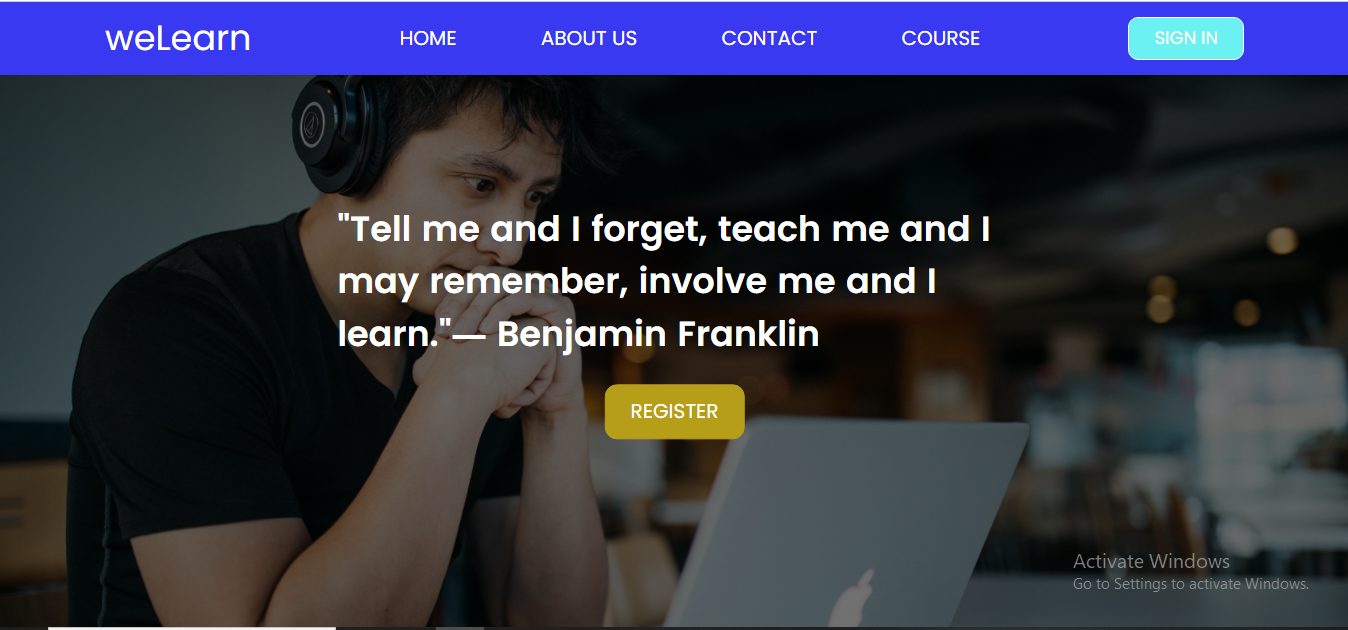 weLearn HOME ABOUT US CONTACT COURSE SIGN IN
"Tell me and I forget, teach me and I
may remember, involve me and I
learn."— Benjamin Franklin
REGISTER
Activate Windows
Go to Settings to activate Windows.